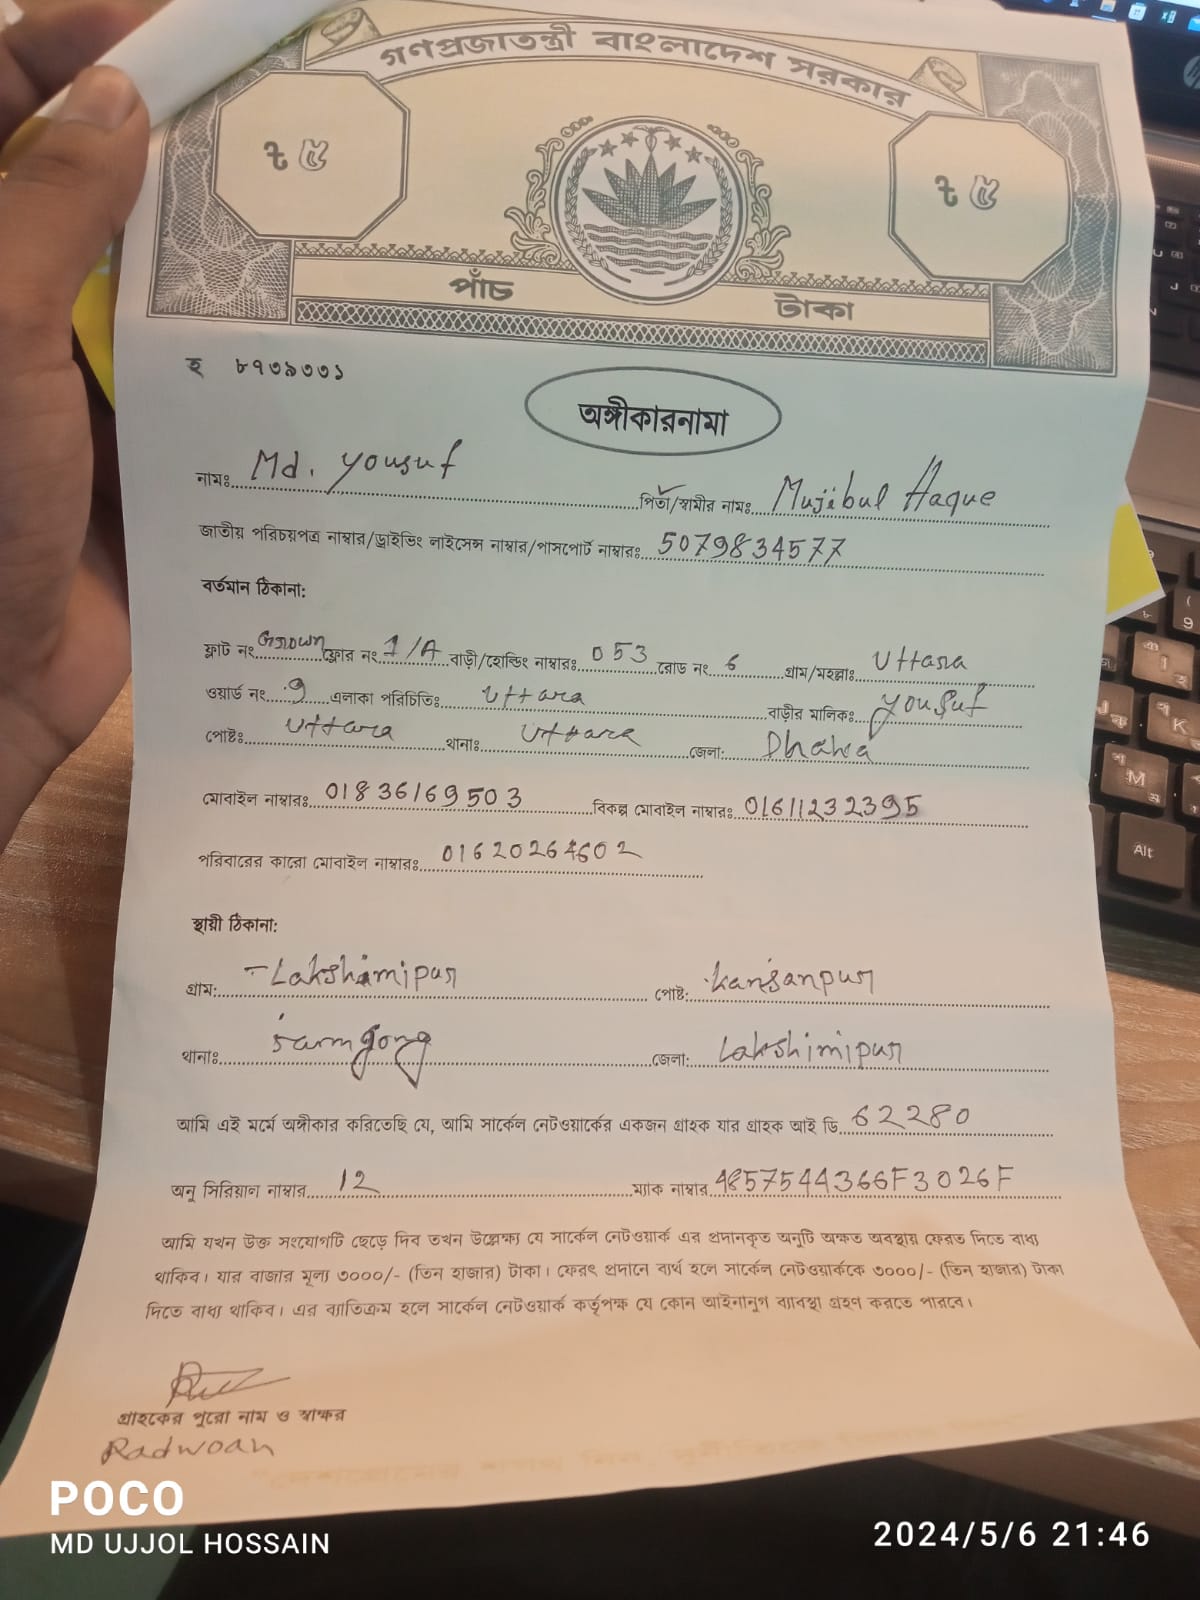 গণপ্রজাতন্ত্রী বাংলাদেশ সরকার
৳ ৫
৳ ৫
পাঁচ
টাকা
হ ৮৭৩৯৩৩১
অঙ্গীকারনামা
নামঃ Md. Yousuf পিতা/স্বামীর নামঃ Mujibul Haque
জাতীয় পরিচয়পত্র নাম্বার/ড্রাইভিং লাইসেন্স নাম্বার/পাসপোর্ট নাম্বারঃ 5079834577
বর্তমান ঠিকানা:
ফ্লাট নং Grown ফ্লোর নং 1/A বাড়ী/হোল্ডিং নাম্বারঃ 053 রোড নং 6 গ্রাম/মহল্লাঃ Uttara
ওয়ার্ড নং 9 এলাকা পরিচিতিঃ Uttara বাড়ীর মালিকঃ Yousuf
পোষ্টঃ Uttara থানাঃ Uttara জেলা: Dhaka
মোবাইল নাম্বারঃ 01836169503 বিকল্প মোবাইল নাম্বারঃ 01611232395
পরিবারের কারো মোবাইল নাম্বারঃ 01620264602
স্থায়ী ঠিকানা:
গ্রাম: Lakshimipur পোষ্ট: kansanpur
থানাঃ জেলা: Lakshimipur
আমি এই মর্মে অঙ্গীকার করিতেছি যে, আমি সার্কেল নেটওয়ার্কের একজন গ্রাহক যার গ্রাহক আই ডি 62280
অনু সিরিয়াল নাম্বার 12 ম্যাক নাম্বার 4857544366F3026F
আমি যখন উক্ত সংযোগটি ছেড়ে দিব তখন উল্লেক্ষ্য যে সার্কেল নেটওয়ার্ক এর প্রদানকৃত অনুটি অক্ষত অবস্থায় ফেরত দিতে বাধ্য
থাকিব। যার বাজার মূল্য ৩০০০/- (তিন হাজার) টাকা। ফেরৎ প্রদানে ব্যর্থ হলে সার্কেল নেটওয়ার্ককে ৩০০০/- (তিন হাজার) টাকা
দিতে বাধ্য থাকিব। এর ব্যাতিক্রম হলে সার্কেল নেটওয়ার্ক কর্তৃপক্ষ যে কোন আইনানুগ ব্যাবস্থা গ্রহণ করতে পারবে।
গ্রাহকের পুরো নাম ও স্বাক্ষর
Radwoan
POCO
MD UJJOL HOSSAIN
2024/5/6 21:46